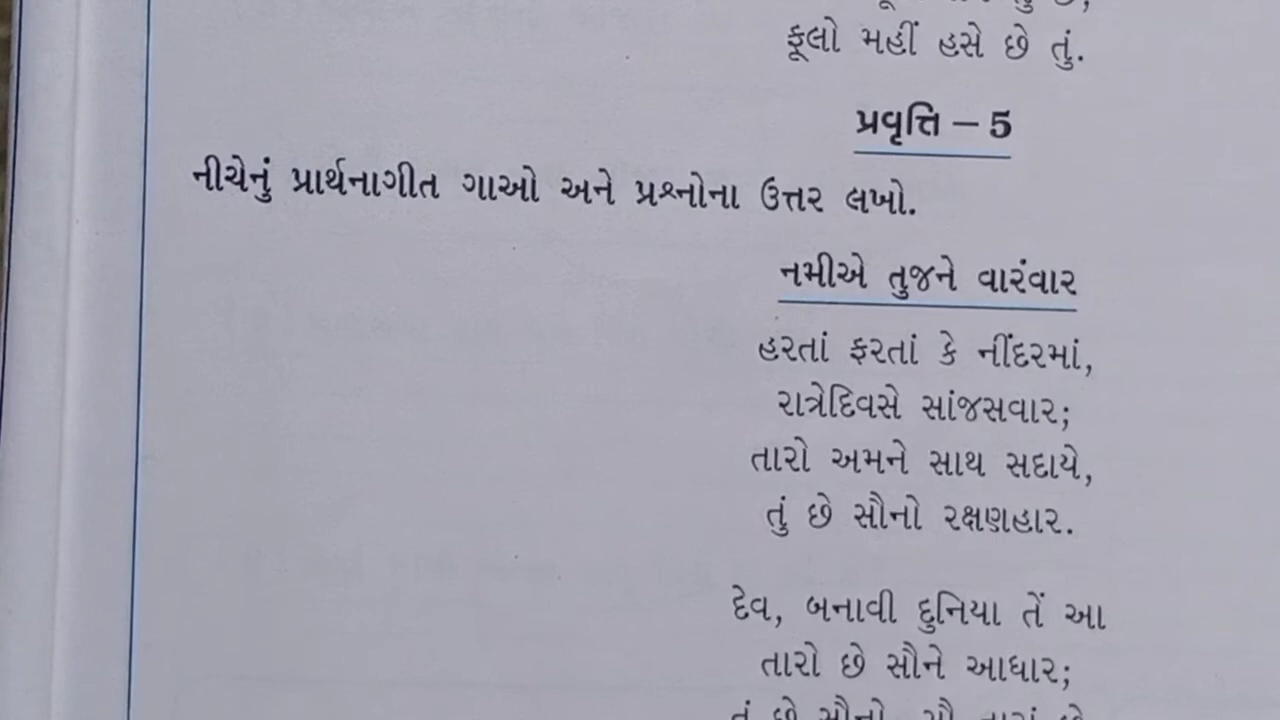 ફૂલો મહીં હસે છે તું.
પ્રવૃત્તિ – 5
નીચેનું પ્રાર્થનાગીત ગાઓ અને પ્રશ્નોના ઉત્તર લખો.
નમીએ તુજને વારંવાર
હરતાં ફરતાં કે નીંદરમાં,
રાત્રેદિવસે સાંજસવાર;
તારો અમને સાથ સદાયે,
તું છે સૌનો રક્ષણહાર.
દેવ, બનાવી દુનિયા તેં આ
તારો છે સૌને આધાર;